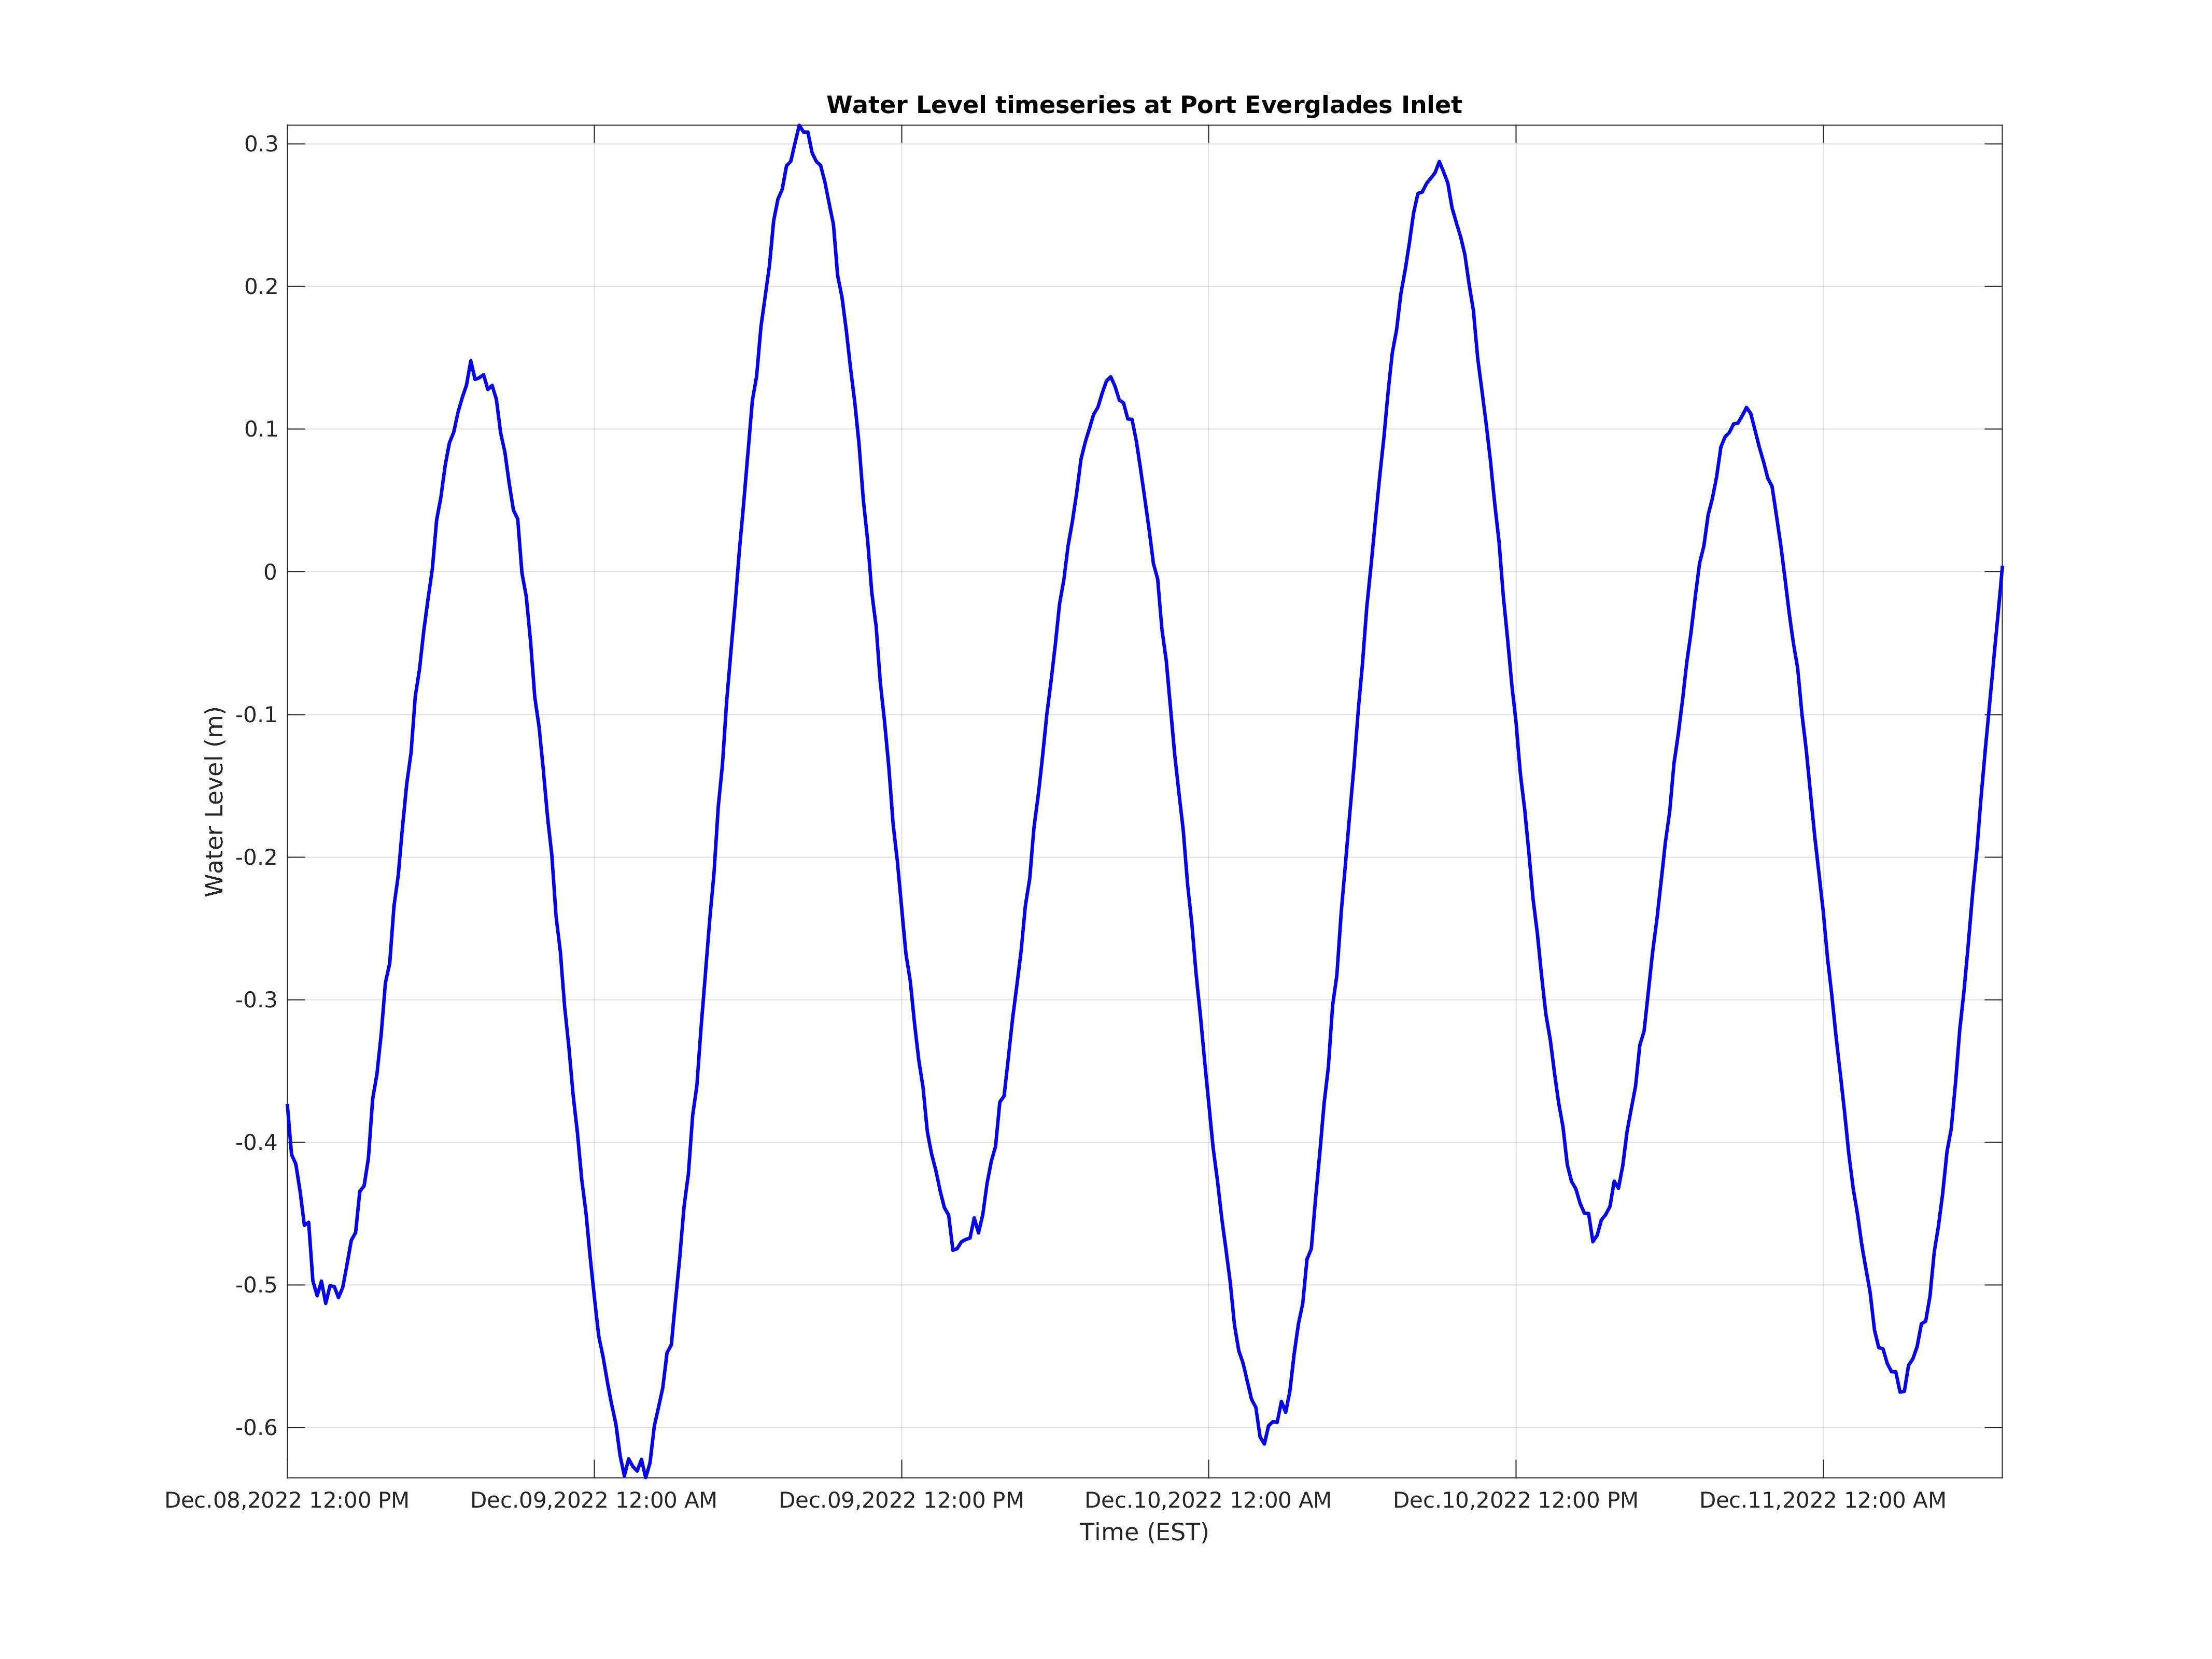 Water Level timeseries at Port Everglades Inlet
0.3
0.2
0.1
0
-0.1
-0.2
-0.3
-0.4
-0.5
-0.6
Water Level (m)
Dec.08,2022 12:00 PM
Dec.09,2022 12:00 AM
Dec.09,2022 12:00 PM
Dec.10,2022 12:00 AM
Dec.10,2022 12:00 PM
Dec.11,2022 12:00 AM
Time (EST)